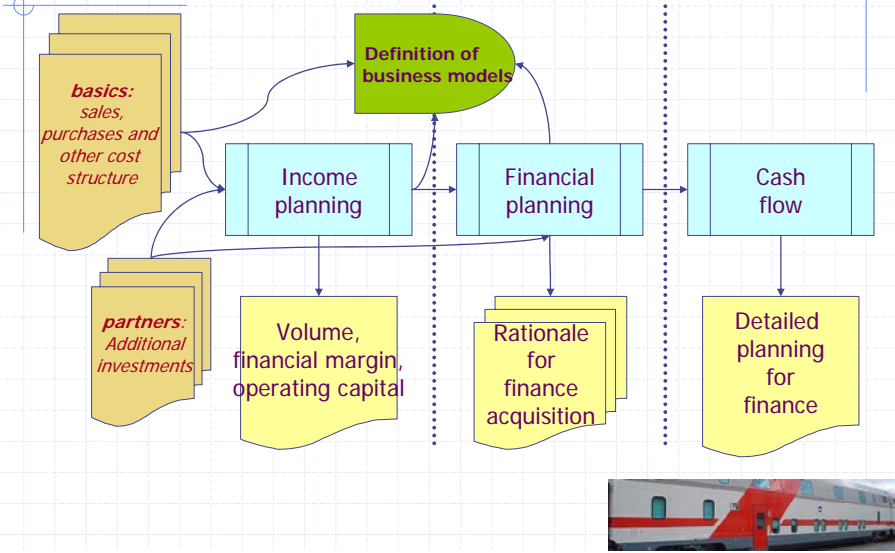 Definition of
business models
basics:
sales,
purchases and
other cost
structure
Income
planning
Financial
planning
Cash
flow
partners:
Additional
investments
Volume,
financial margin,
operating capital
Rationale
for
finance
acquisition
Detailed
planning
for
finance